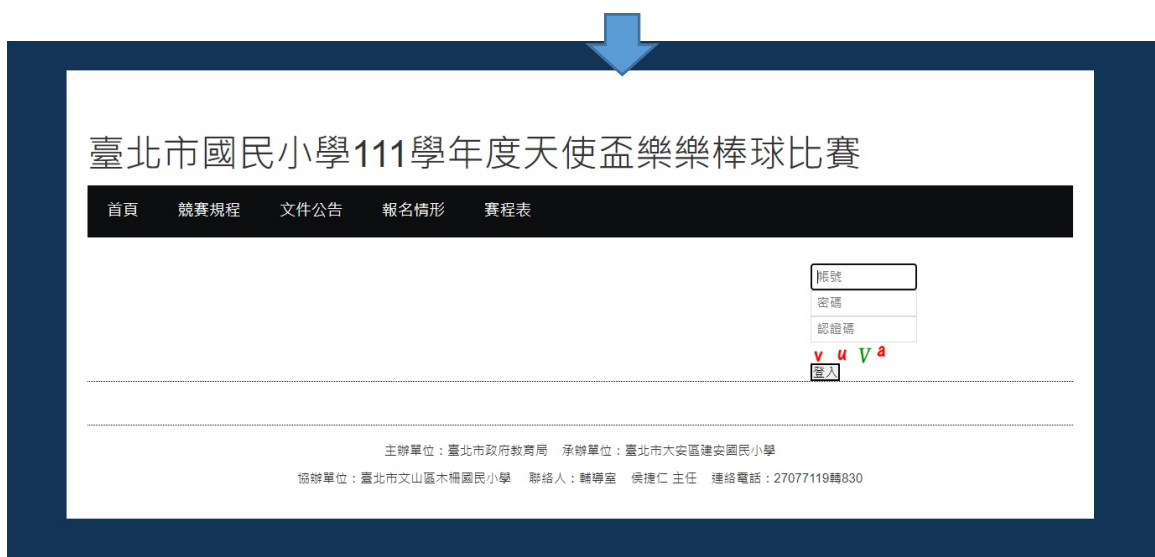 臺北市國民小學111學年度天使盃樂樂棒球比賽
首頁 競賽規程 文件公告 報名情形 賽程表
帳號
密碼
認證碼
v u V a
登入
主辦單位：臺北市政府教育局 承辦單位：臺北市大安區建安國民小學
協辦單位：臺北市文山區木柵國民小學 聯絡人：輔導室 侯捷仁 主任 連絡電話：27077119轉830